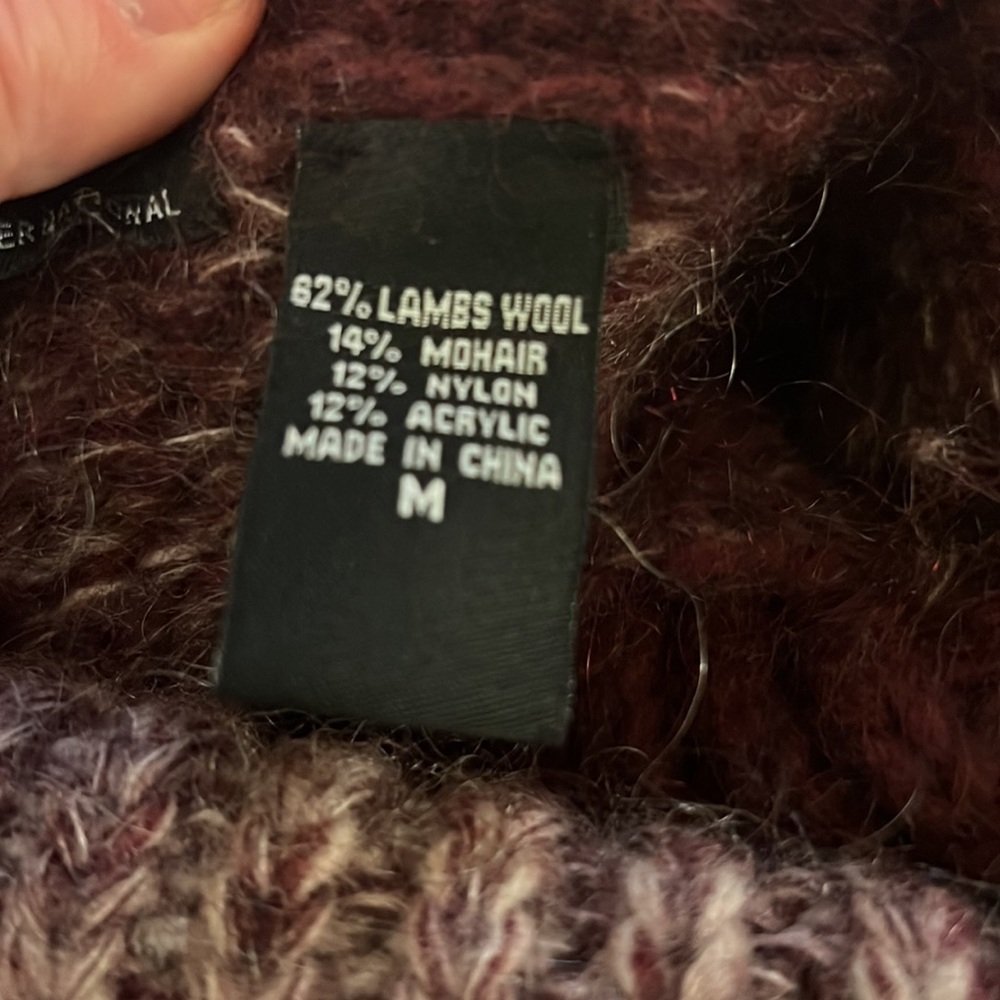 62% LAMBS WOOL
14% MOHAIR
12% NYLON
12% ACRYLIC
MADE IN CHINA
M